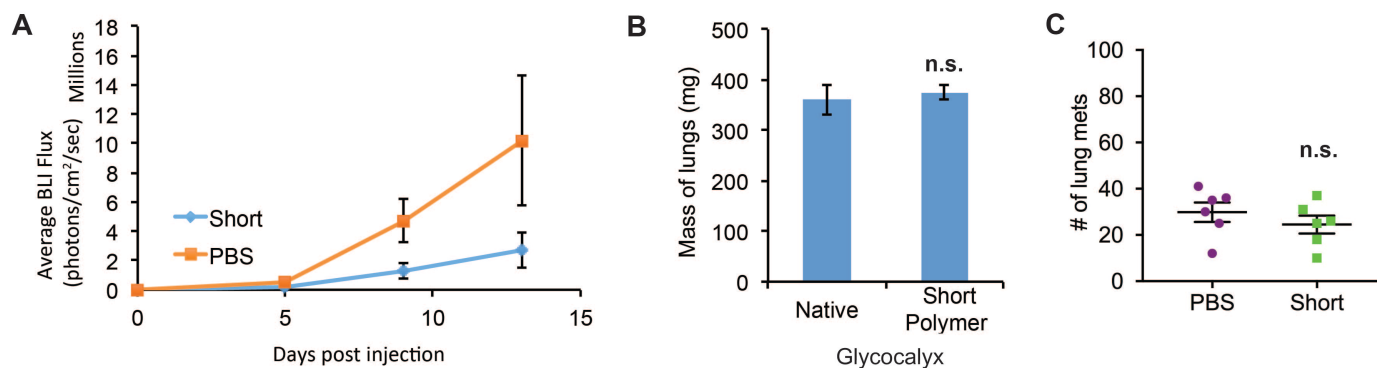 A
Average BLI Flux
(photons/cm²/sec)
Millions
18
16
14
12
10
8
6
4
2
0
Short
PBS
0
5
10
15
Days post injection
B
Mass of lungs (mg)
500
400
300
200
100
0
n.s.
Native
Short
Polymer
Glycocalyx
C
# of lung mets
100
80
60
40
20
0
n.s.
PBS
Short